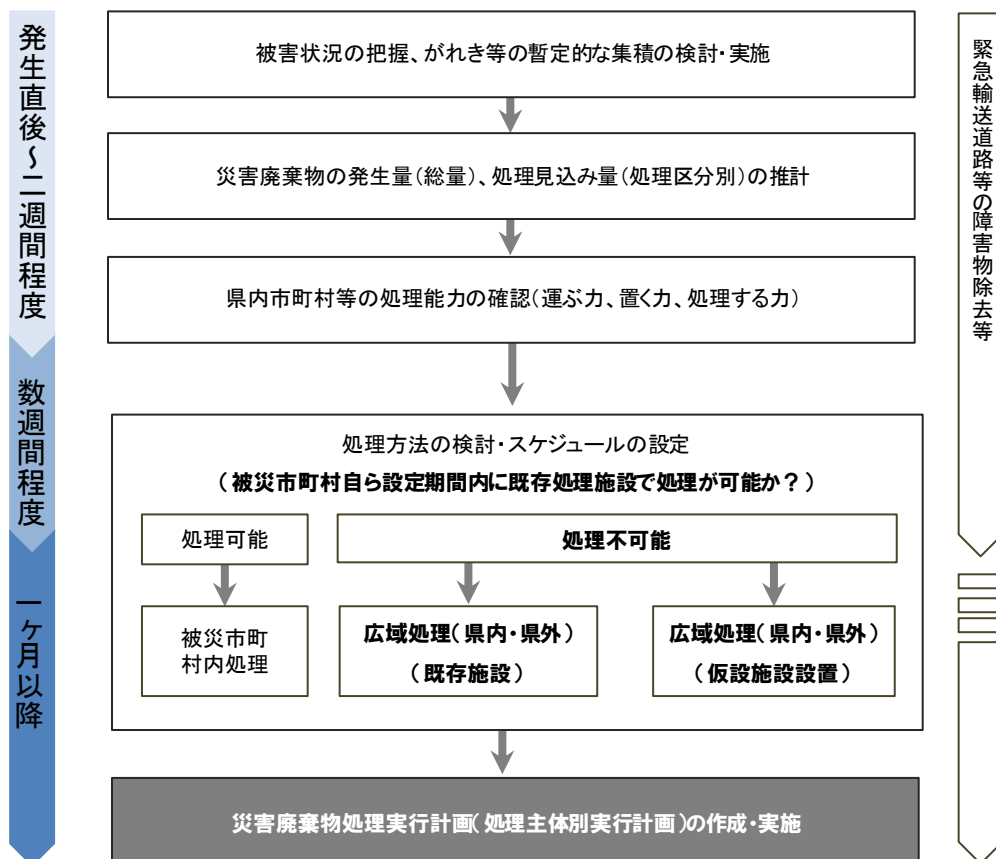 発生直後～二週間程度
数週間程度
一ヶ月以降
被害状況の把握、がれき等の暫定的な集積の検討・実施
災害廃棄物の発生量（総量）、処理見込み量（処理区分別）の推計
県内市町村等の処理能力の確認（運ぶ力、置く力、処理する力）
処理方法の検討・スケジュールの設定
（被災市町村自ら設定期間内に既存処理施設で処理が可能か？）
処理可能
処理不可能
被災市町
村内処理
広域処理（県内・県外）
（既存施設）
広域処理（県内・県外）
（仮設施設設置）
災害廃棄物処理実行計画（処理主体別実行計画）の作成・実施
緊急輸送道路等の障害物除去等